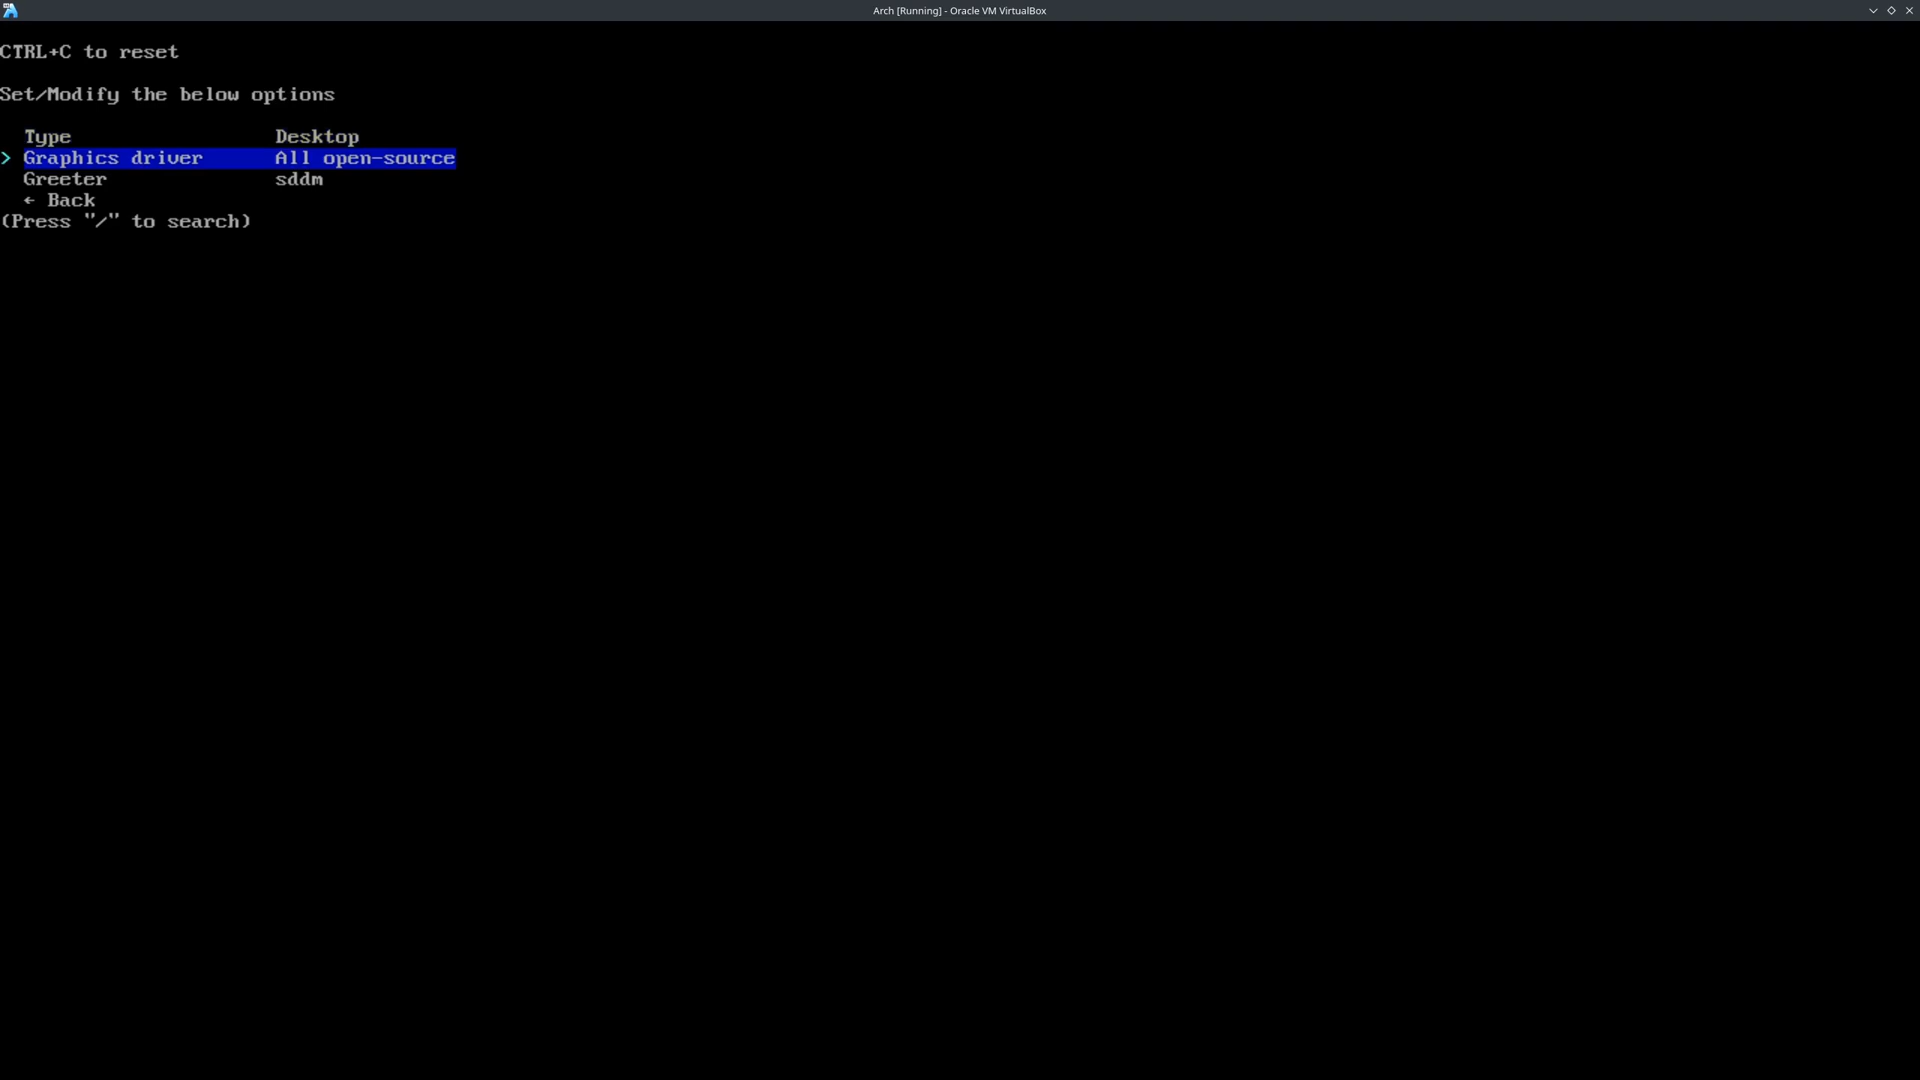 Arch [Running] - Oracle VM VirtualBox
CTRL+C to reset
Set/Modify the below options
Type Desktop
> Graphics driver All open-source
Greeter sddm
← Back
(Press "/" to search)